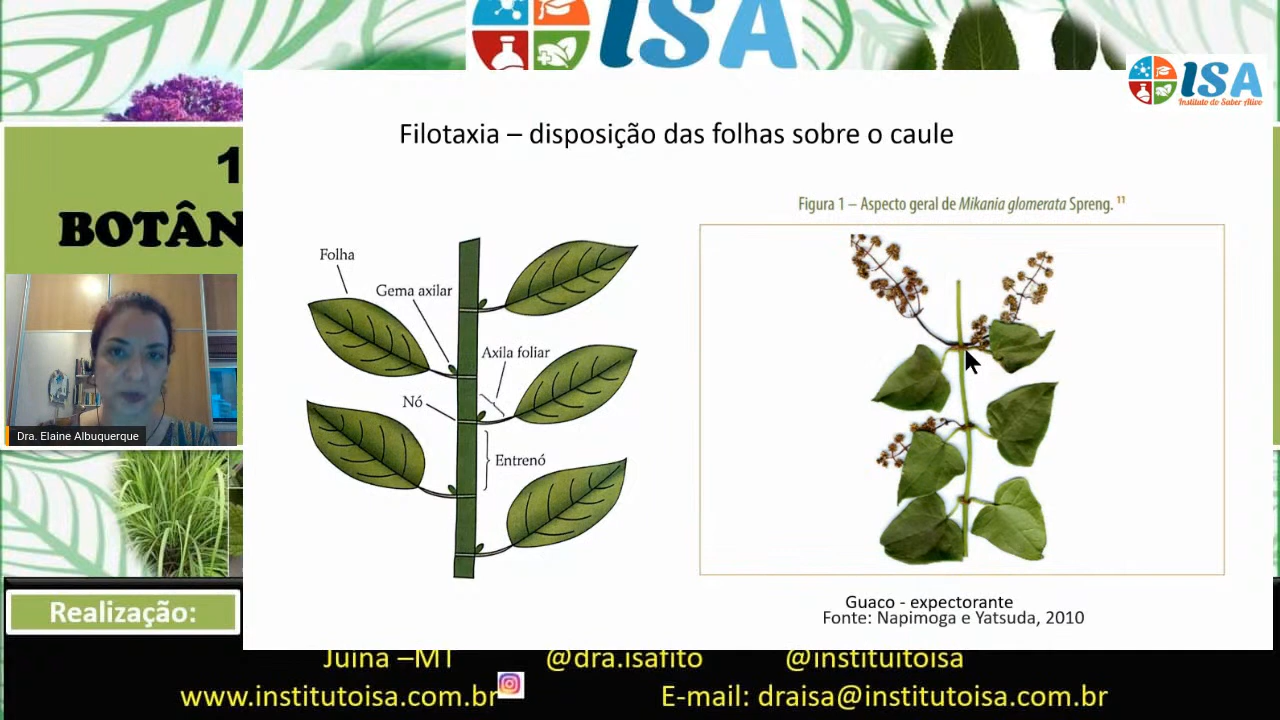 ISA
ISA
Instituto do Saber Ativo
Filotaxia – disposição das folhas sobre o caule
1
BOTÂN
Figura 1 – Aspecto geral de Mikania glomerata Spreng. 11
Folha
Gema axilar
Axila foliar
Nó
Entrenó
Dra. Elaine Albuquerque
Guaco - expectorante
Fonte: Napimoga e Yatsuda, 2010
Realização:
Juína –MT @dra.isafito @instituitoisa
www.institutoisa.com.br E-mail: draisa@institutoisa.com.br